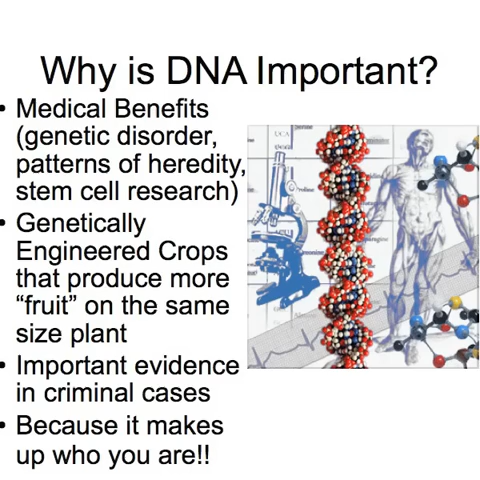 Why is DNA Important?
• Medical Benefits
(genetic disorder,
patterns of heredity,
stem cell research)
• Genetically
Engineered Crops
that produce more
“fruit” on the same
size plant
• Important evidence
in criminal cases
• Because it makes
up who you are!!
UCA